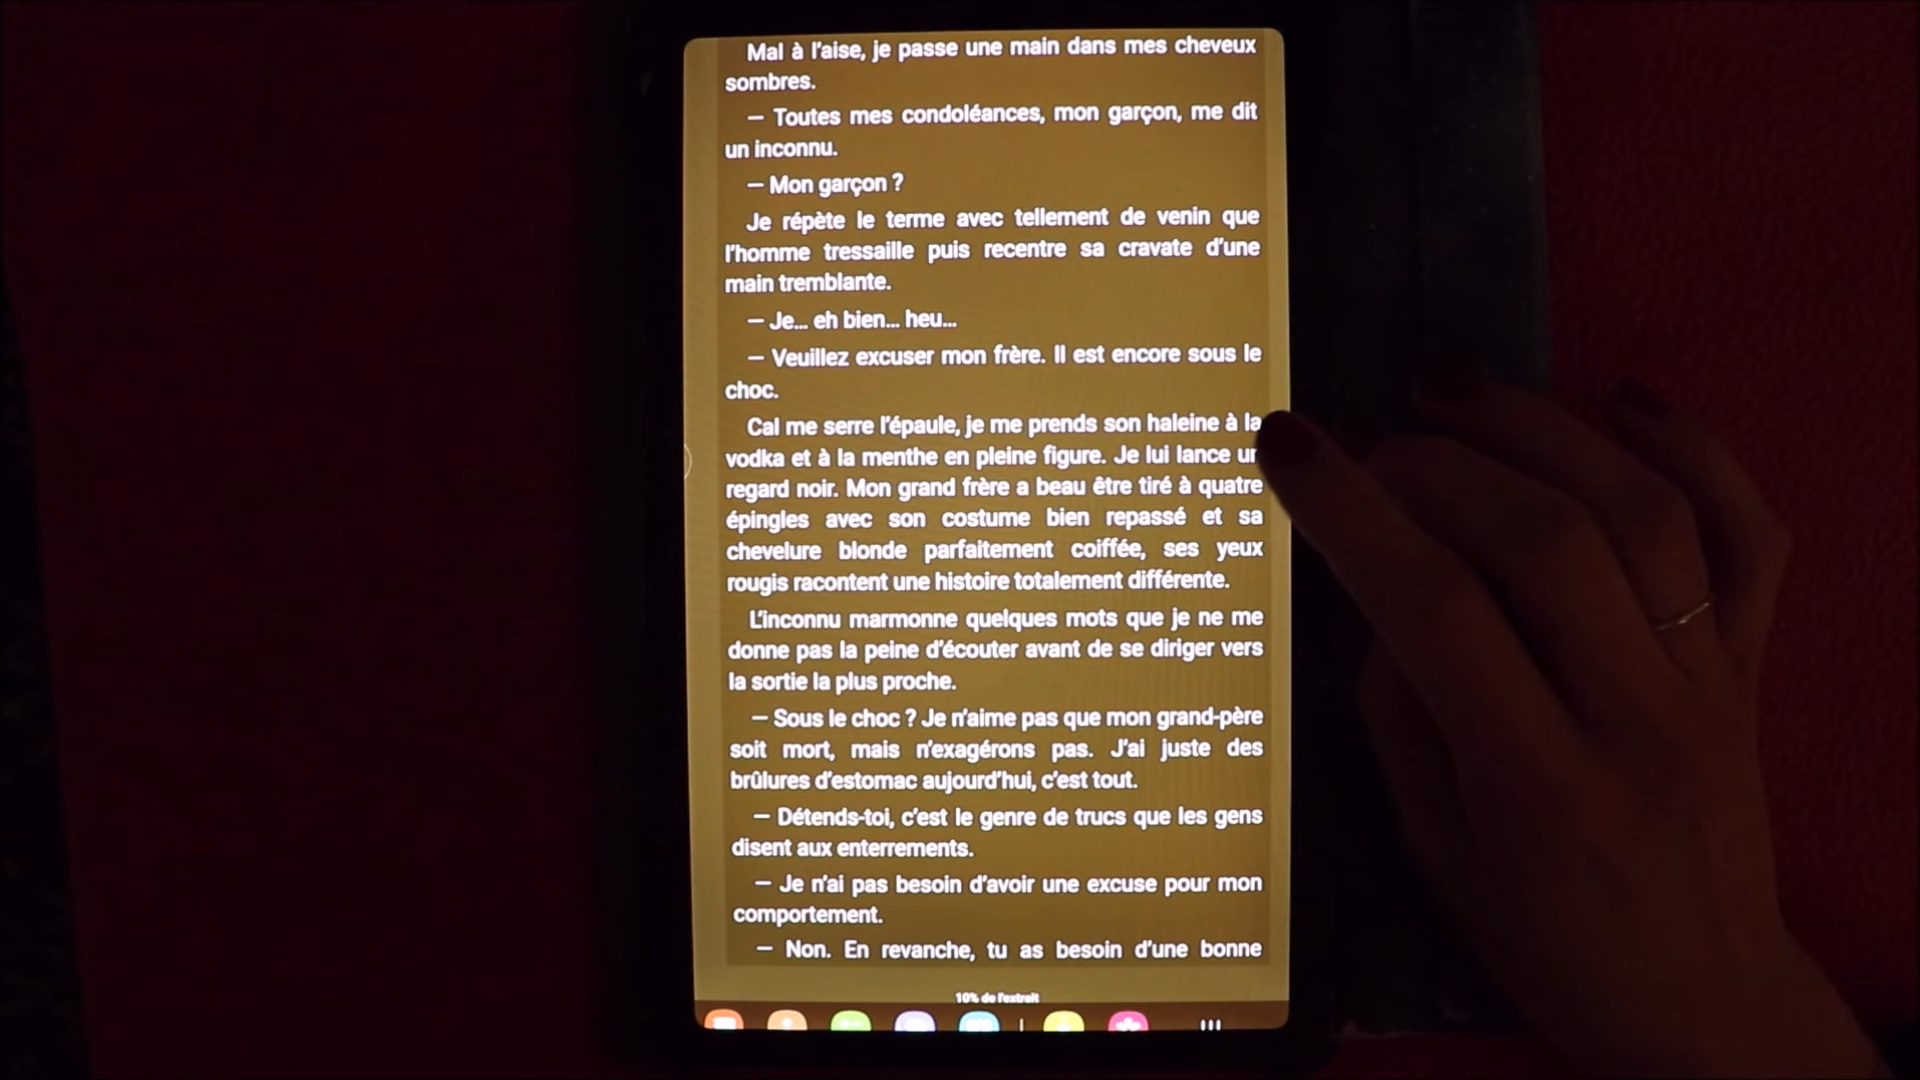 Mal à l'aise, je passe une main dans mes cheveux
sombres.
— Toutes mes condoléances, mon garçon, me dit
un inconnu.
— Mon garçon ?
Je répète le terme avec tellement de venin que
l'homme tressaille puis recentre sa cravate d'une
main tremblante.
— Je... eh bien... heu...
— Veuillez excuser mon frère. Il est encore sous le
choc.
Cal me serre l'épaule, je me prends son haleine à la
vodka et à la menthe en pleine figure. Je lui lance un
regard noir. Mon grand frère a beau être tiré à quatre
épingles avec son costume bien repassé et sa
chevelure blonde parfaitement coiffée, ses yeux
rougis racontent une histoire totalement différente.
L'inconnu marmonne quelques mots que je ne me
donne pas la peine d'écouter avant de se diriger vers
la sortie la plus proche.
— Sous le choc ? Je n'aime pas que mon grand-père
soit mort, mais n'exagérons pas. J'ai juste des
brûlures d'estomac aujourd'hui, c'est tout.
— Détends-toi, c'est le genre de trucs que les gens
disent aux enterrements.
— Je n'ai pas besoin d'avoir une excuse pour mon
comportement.
— Non. En revanche, tu as besoin d'une bonne
10% de l'extrait